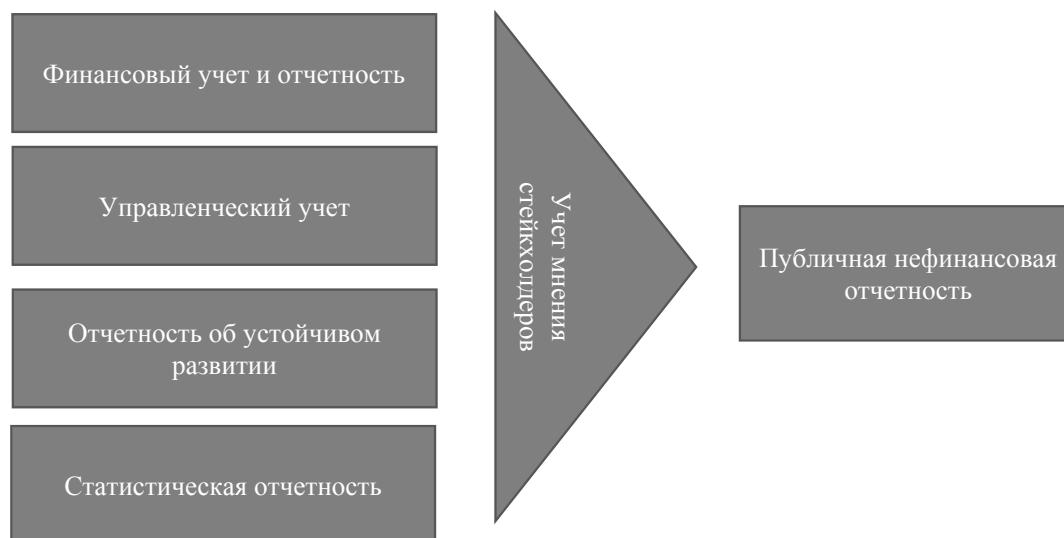 Финансовый учет и отчетность
Управленческий учет
Отчетность об устойчивом
развитии
Статистическая отчетность
Учет мнения
стейкхолдеров
Публичная нефинансовая
отчетность